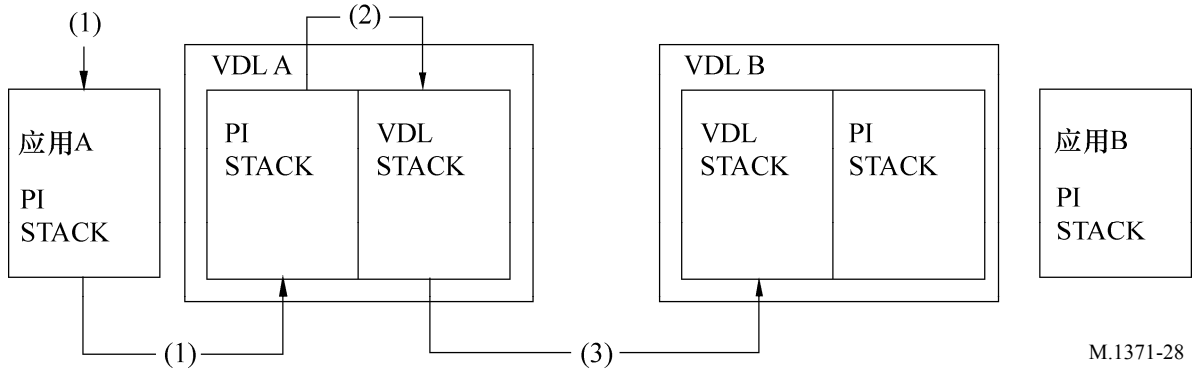 (1)
(2)
VDL A
VDL B
应用A
PI
STACK
PI
STACK
VDL
STACK
VDL
STACK
PI
STACK
应用B
PI
STACK
(1)
(3)
M.1371-28